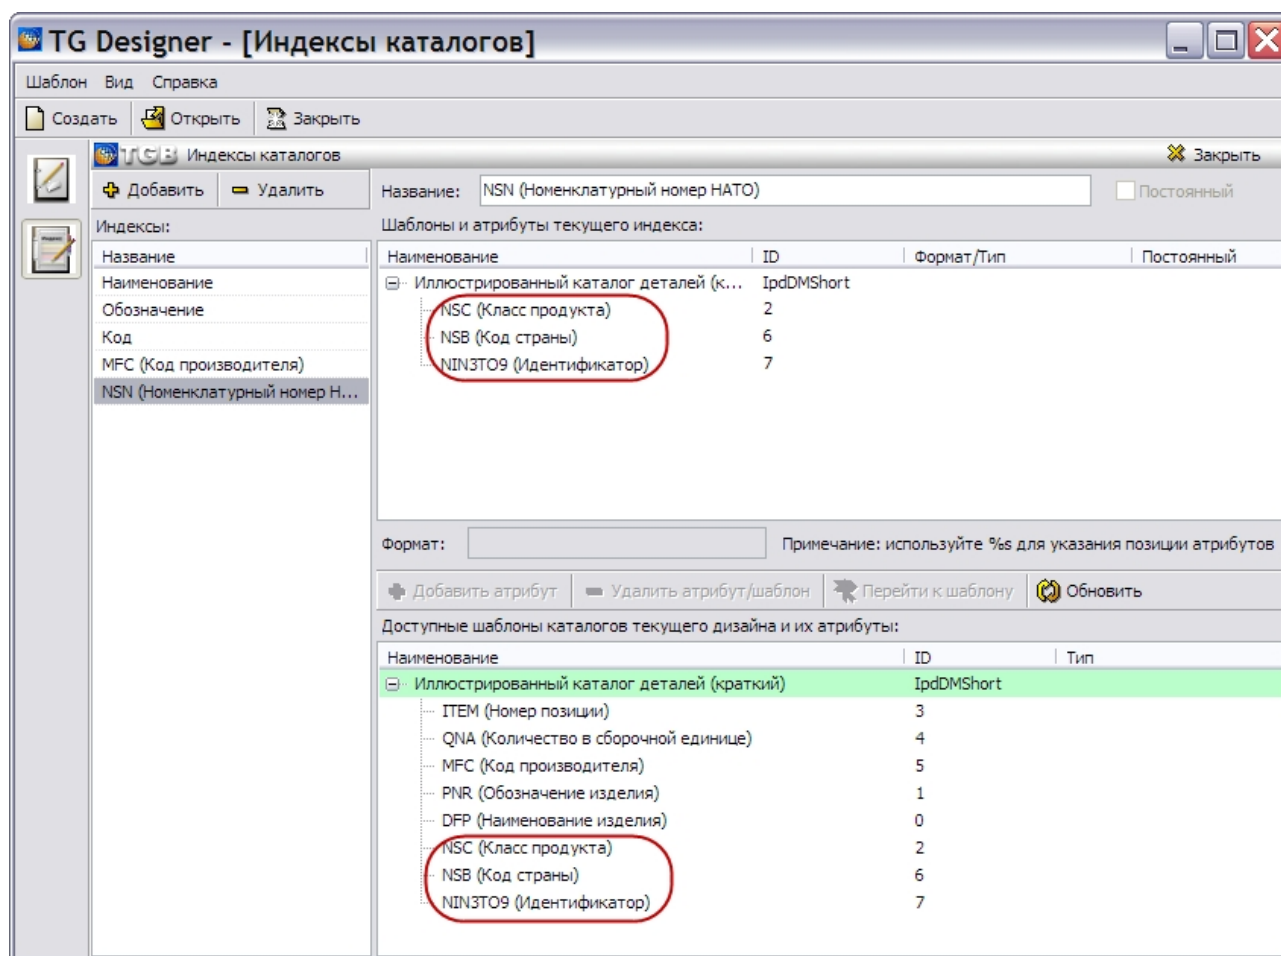 TG Designer - [Индексы каталогов]
Шаблон Вид Справка
Создать Открыть Закрыть
TGB Индексы каталогов Закрыть
Добавить Удалить Название: NSN (Номенклатурный номер НАТО) Постоянный
Индексы: Шаблоны и атрибуты текущего индекса:
Название Наименование ID Формат/Тип Постоянный
Наименование Иллюстрированный каталог деталей (к... IpdDMShort
Обозначение NSC (Класс продукта) 2
Код NSB (Код страны) 6
MFC (Код производителя) NIN3TO9 (Идентификатор) 7
NSN (Номенклатурный номер Н...
Формат: Примечание: используйте %s для указания позиции атрибутов
Добавить атрибут Удалить атрибут/шаблон Перейти к шаблону Обновить
Доступные шаблоны каталогов текущего дизайна и их атрибуты:
Наименование ID Тип
Иллюстрированный каталог деталей (краткий) IpdDMShort
ITEM (Номер позиции) 3
QNA (Количество в сборочной единице) 4
MFC (Код производителя) 5
PNR (Обозначение изделия) 1
DFP (Наименование изделия) 0
NSC (Класс продукта) 2
NSB (Код страны) 6
NIN3TO9 (Идентификатор) 7